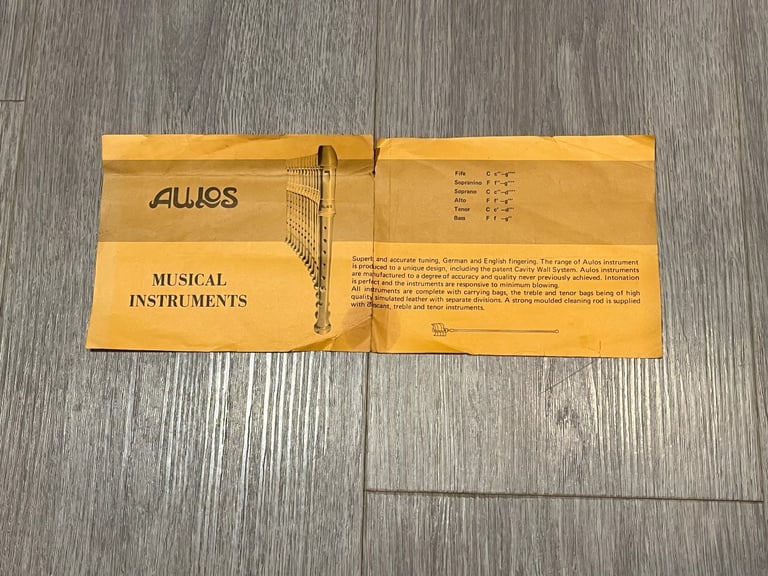 AULOS
MUSICAL
INSTRUMENTS
Fife C
Sopranino F
Soprano C
Alto F
Tenor C
Bass F
Superb and accurate tuning, German and English fingering. The range of Aulos instrument
is produced to a unique design, including the patent Cavity Wall System. Aulos instruments
are manufactured to a degree of accuracy and quality never previously achieved. Intonation
is perfect and the instruments are responsive to minimum blowing.
All instruments are complete with carrying bags, the treble and tenor bags being of high
quality simulated leather with separate divisions. A strong moulded cleaning rod is supplied
with discant, treble and tenor instruments.